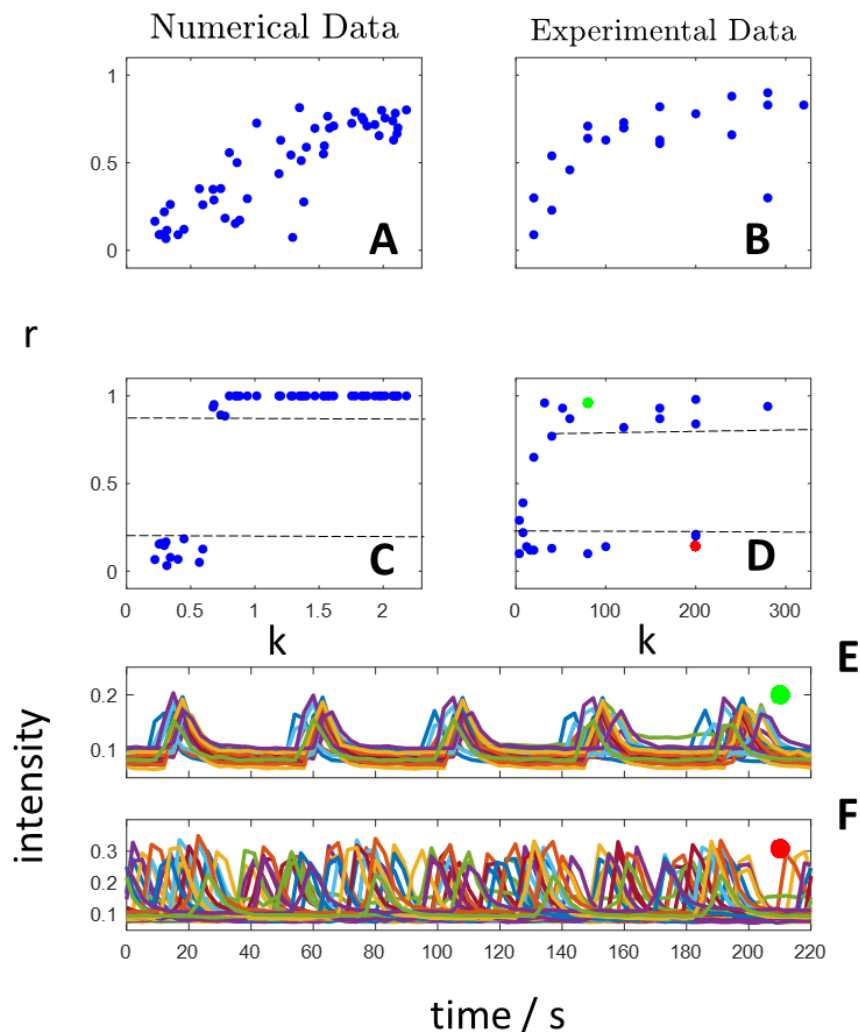 Numerical Data
Experimental Data
1
0.5
0
A
B
r
1
0.5
0
C
D
0 0.5 1 1.5 2
0 100 200 300
k
k
E
0.2
0.1
F
intensity
0.3
0.2
0.1
0 20 40 60 80 100 120 140 160 180 200 220
time / s